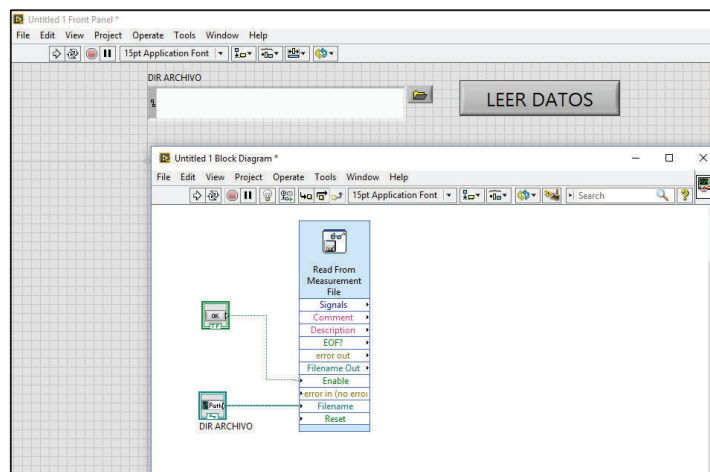 Untitled 1 Front Panel *
File Edit View Project Operate Tools Window Help
15pt Application Font
DIR ARCHIVO
LEER DATOS
Untitled 1 Block Diagram *
File Edit View Project Operate Tools Window Help
15pt Application Font
Search
Read From
Measurement
File
Signals
Comment
Description
EOF?
error out
Filename Out
Enable
error in (no erroi
Filename
Reset
OK
TF
Path
DIR ARCHIVO